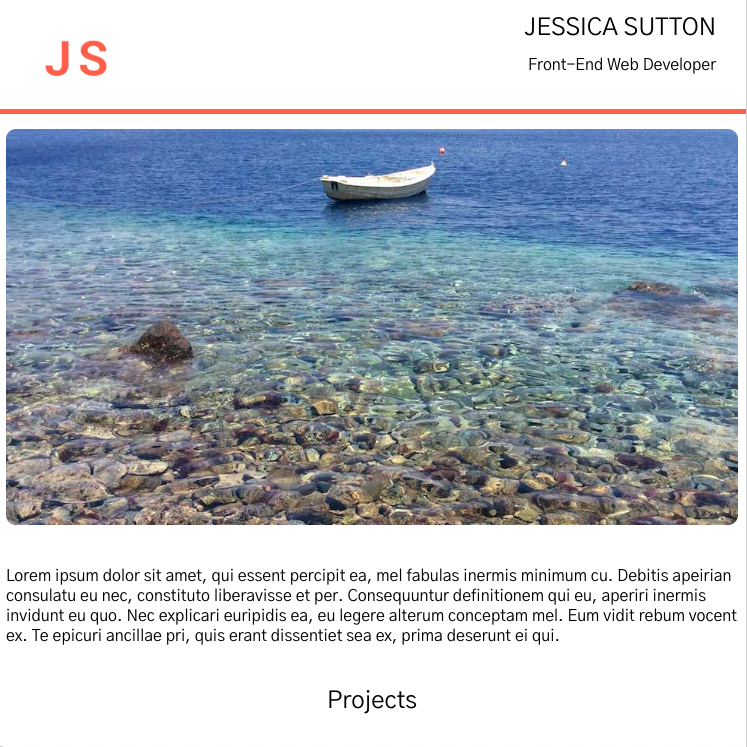 JS
JESSICA SUTTON
Front-End Web Developer
Lorem ipsum dolor sit amet, qui essent percipit ea, mel fabulas inermis minimum cu. Debitis apeirian
consulatu eu nec, constituto liberavisse et per. Consequuntur definitionem qui eu, aperiri inermis
invidunt eu quo. Nec explicari euripidis ea, eu legere alterum conceptam mel. Eum vidit rebum vocent
ex. Te epicuri ancillae pri, quis erant dissentiet sea ex, prima deserunt ei qui.
Projects